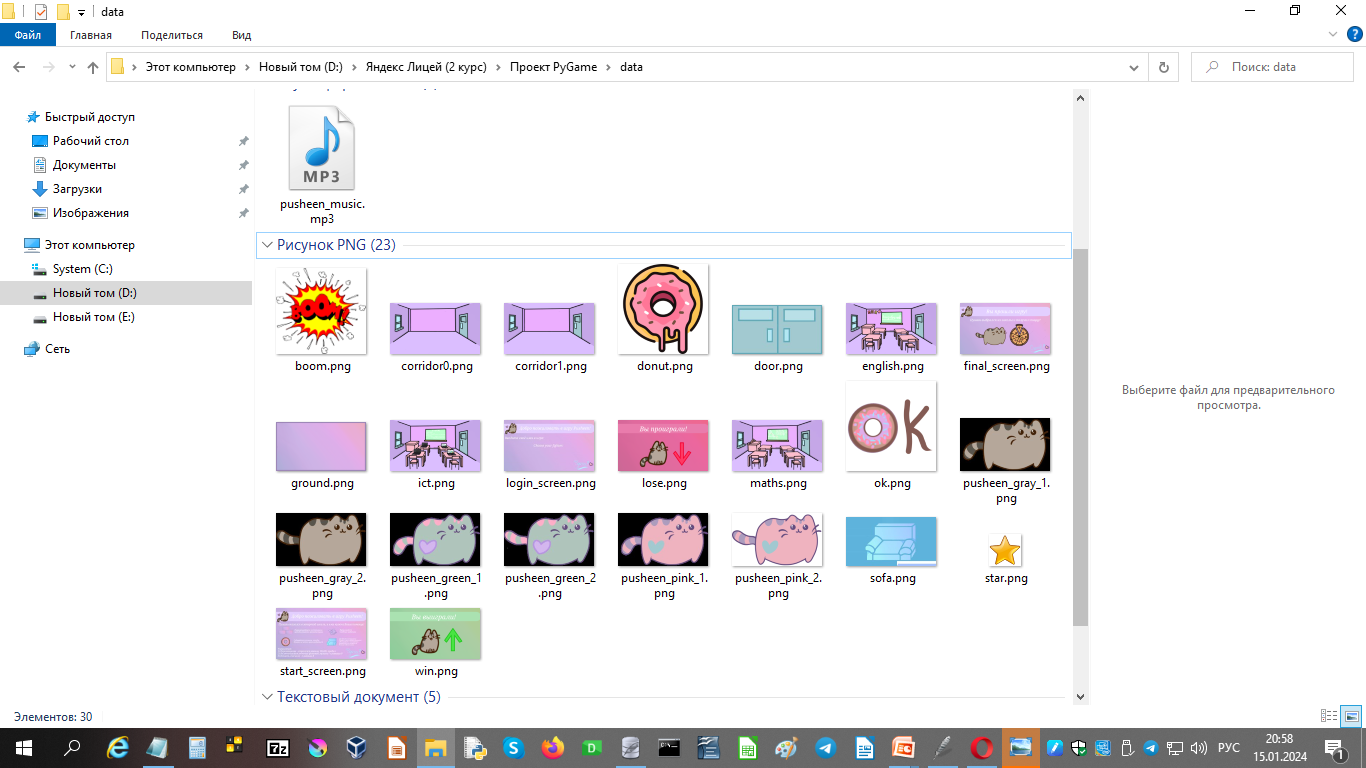 data
Файл Главная Поделиться Вид
Этот компьютер Новый том (D:) Яндекс Лицей (2 курс) Проект PyGame data
Поиск: data
Быстрый доступ
Рабочий стол
Документы
Загрузки
Изображения
Этот компьютер
System (C:)
Новый том (D:)
Новый том (E:)
Сеть
MP3
pusheen_music.
mp3
Рисунок PNG (23)
BOOM!
boom.png corridor0.png corridor1.png donut.png door.png english.png final_screen.png
Вы проиграли!
OK
ground.png ict.png login_screen.png lose.png maths.png ok.png pusheen_gray_1.
png
pusheen_gray_2.
png
pusheen_green_1
.png
pusheen_green_2
.png
pusheen_pink_1.
png
pusheen_pink_2.
png
sofa.png star.png
Вы выиграли!
start_screen.png win.png
Текстовый документ (5)
Выберите файл для предварительного
просмотра.
Элементов: 30
7z
D
РУС
20:58
15.01.2024
1